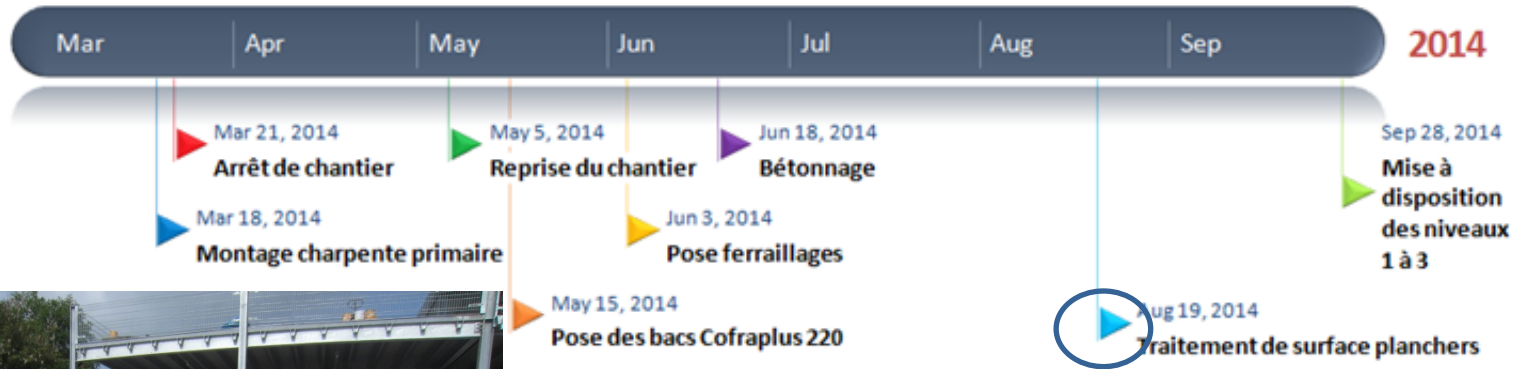 Mar Apr May Jun Jul Aug Sep 2014
Mar 21, 2014
Arrêt de chantier
May 5, 2014
Reprise du chantier
Jun 18, 2014
Bétonnage
Sep 28, 2014
Mise à
disposition
des niveaux
1 à 3
Mar 18, 2014
Montage charpente primaire
Jun 3, 2014
Pose ferraillages
May 15, 2014
Pose des bacs Cofraplus 220
Aug 19, 2014
Traitement de surface planchers